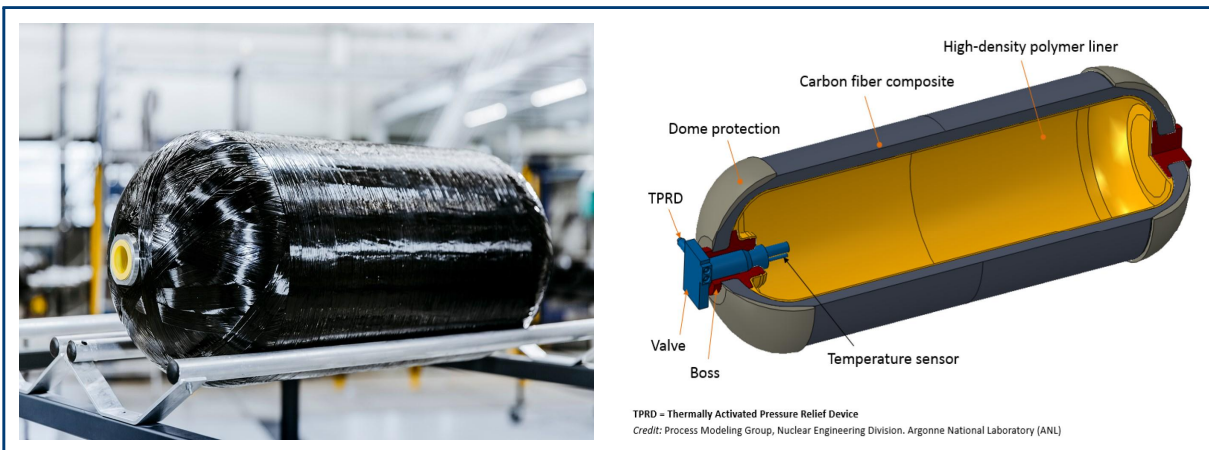 High-density polymer liner
Carbon fiber composite
Dome protection
TPRD
Valve
Boss
Temperature sensor
TPRD = Thermally Activated Pressure Relief Device
Credit: Process Modeling Group, Nuclear Engineering Division. Argonne National Laboratory (ANL)